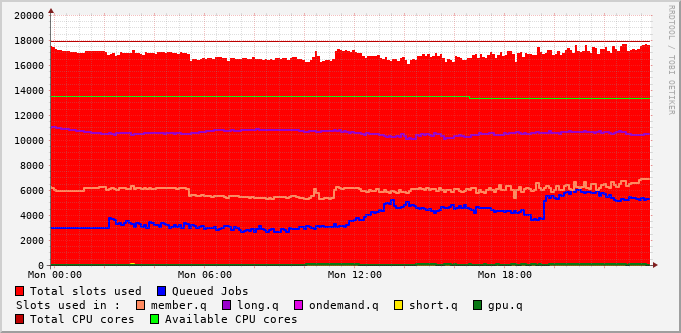 20000
18000
16000
14000
12000
10000
8000
6000
4000
2000
0
Mon 00:00 Mon 06:00 Mon 12:00 Mon 18:00
Total slots used Queued Jobs
Slots used in : member.q long.q ondemand.q short.q gpu.q
Total CPU cores Available CPU cores
RRDTOOL / TOBI OETIKER